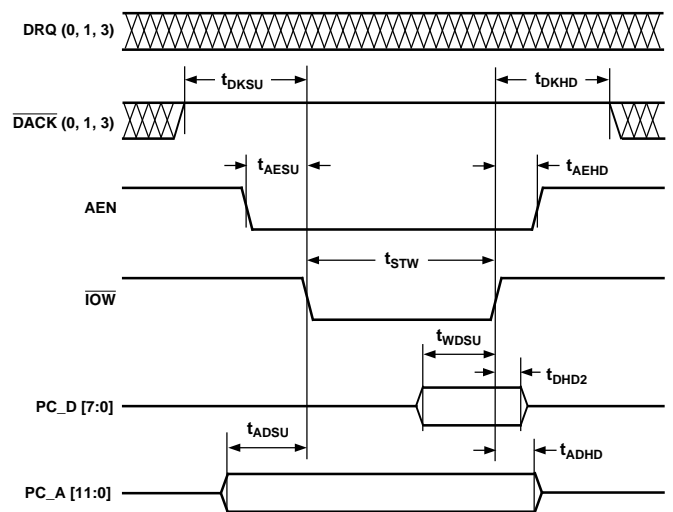 DRQ (0, 1, 3)
tDKSU
tDKHD
DACK (0, 1, 3)
tAESU
tAEHD
AEN
tSTW
IOW
tWDSU
tDHD2
PC_D [7:0]
tADSU
tADHD
PC_A [11:0]